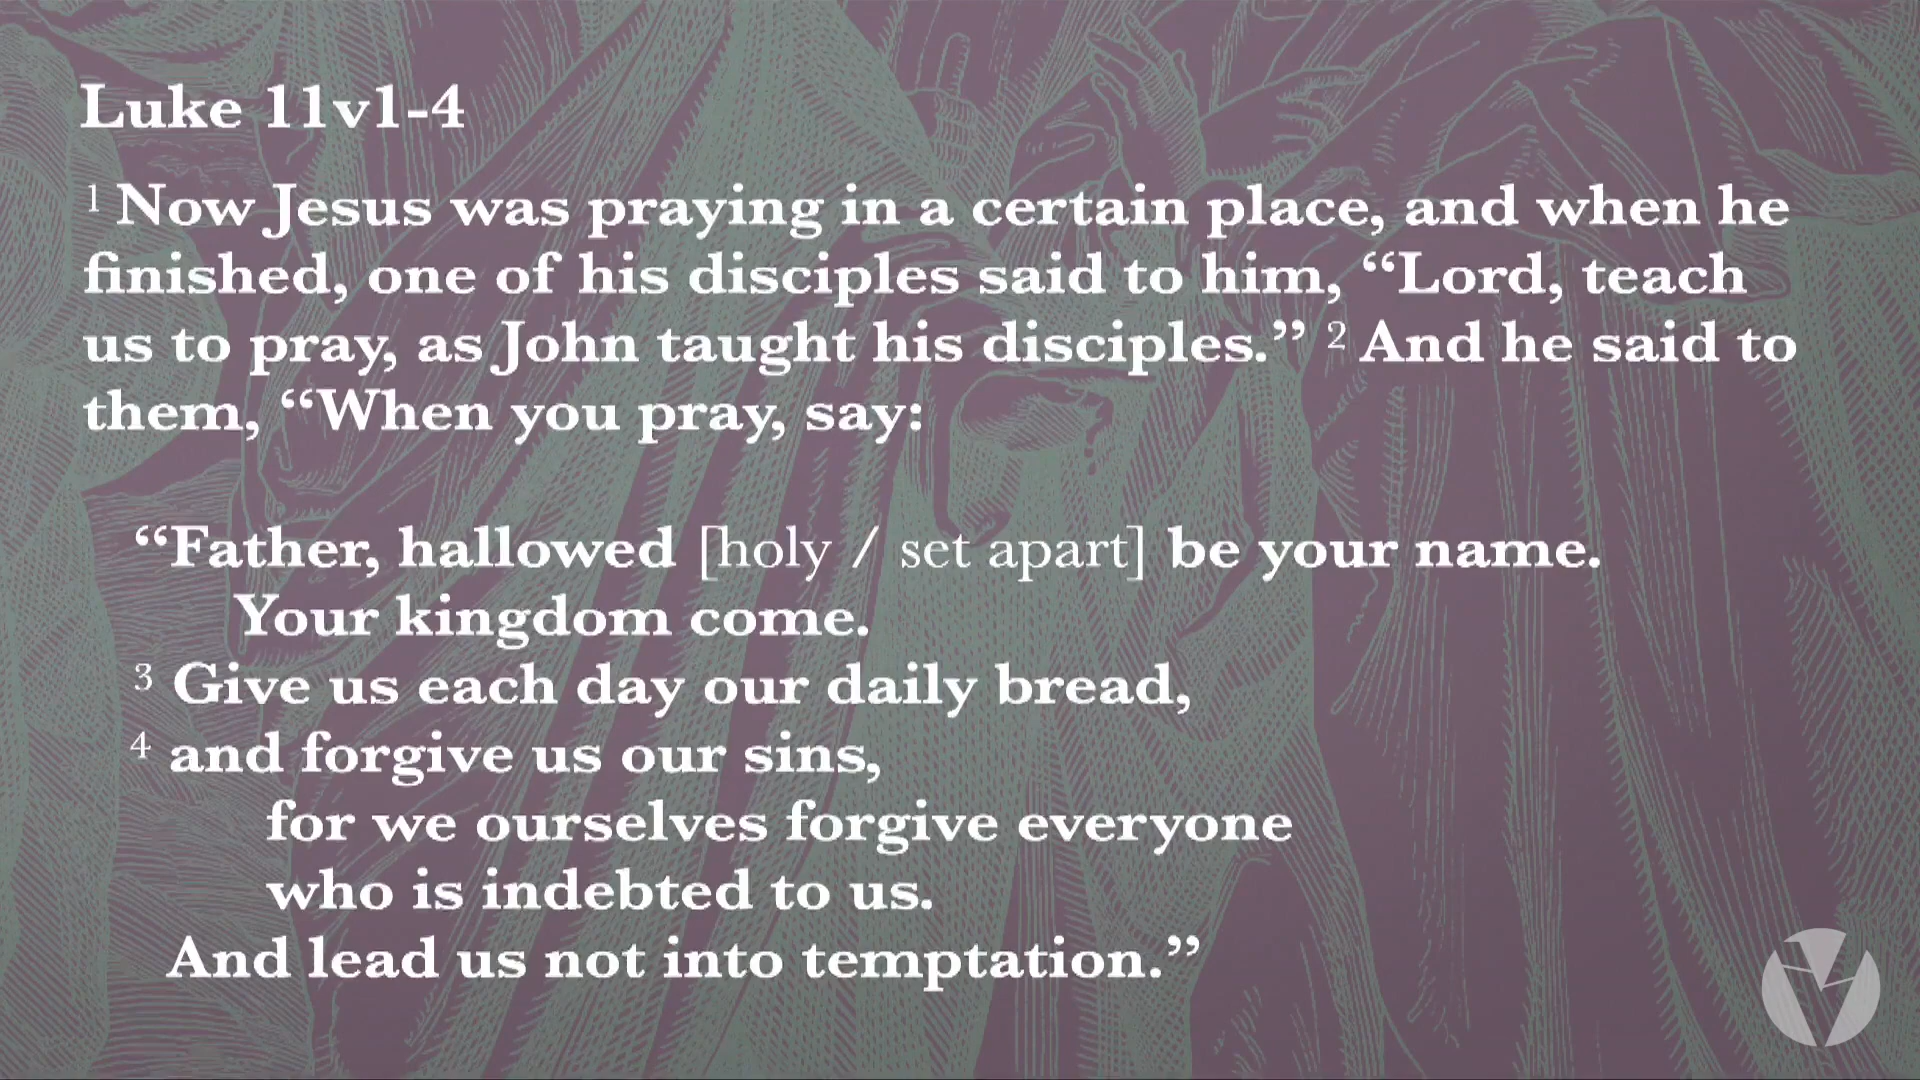 Luke 11v1-4
1 Now Jesus was praying in a certain place, and when he
finished, one of his disciples said to him, “Lord, teach
us to pray, as John taught his disciples.” 2 And he said to
them, “When you pray, say:
“Father, hallowed [holy / set apart] be your name.
Your kingdom come.
3 Give us each day our daily bread,
4 and forgive us our sins,
for we ourselves forgive everyone
who is indebted to us.
And lead us not into temptation.”